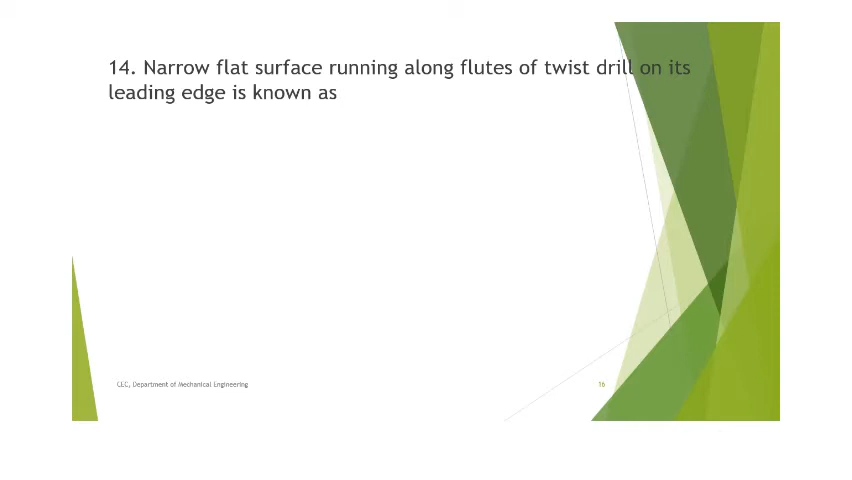 14. Narrow flat surface running along flutes of twist drill on its
leading edge is known as
CEC, Department of Mechanical Engineering
16